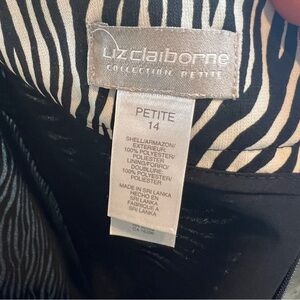 liz claiborne
COLLECTION PETITE
PETITE
14
SHELL/ARMAZON/
EXTERIEUR:
100% POLYESTER/
POLIESTER
LINING/FORRO/
DOUBLURE:
100% POLYESTER/
POLIESTER
MADE IN SRI LANKA
HECHO EN
SRI LANKA
FABRIQUE A
SRI LANKA